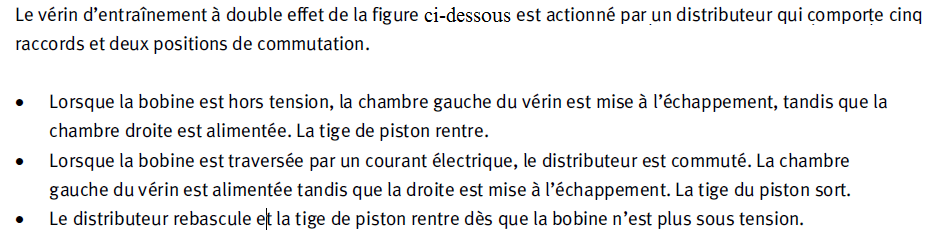 Le vérin d’entraînement à double effet de la figure ci-dessous est actionné par un distributeur qui comporte cinq
raccords et deux positions de commutation.
• Lorsque la bobine est hors tension, la chambre gauche du vérin est mise à l’échappement, tandis que la
chambre droite est alimentée. La tige de piston rentre.
• Lorsque la bobine est traversée par un courant électrique, le distributeur est commuté. La chambre
gauche du vérin est alimentée tandis que la droite est mise à l’échappement. La tige du piston sort.
• Le distributeur rebascule et la tige de piston rentre dès que la bobine n’est plus sous tension.